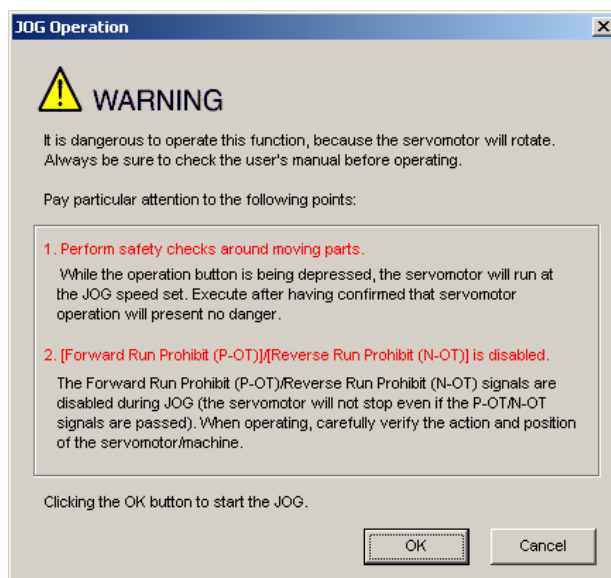 JOG Operation
WARNING
It is dangerous to operate this function, because the servomotor will rotate.
Always be sure to check the user's manual before operating.
Pay particular attention to the following points:
1. Perform safety checks around moving parts.
While the operation button is being depressed, the servomotor will run at
the JOG speed set. Execute after having confirmed that servomotor
operation will present no danger.
2. [Forward Run Prohibit (P-OT)]/[Reverse Run Prohibit (N-OT)] is disabled.
The Forward Run Prohibit (P-OT)/Reverse Run Prohibit (N-OT) signals are
disabled during JOG (the servomotor will not stop even if the P-OT/N-OT
signals are passed). When operating, carefully verify the action and position
of the servomotor/machine.
Clicking the OK button to start the JOG.
OK
Cancel